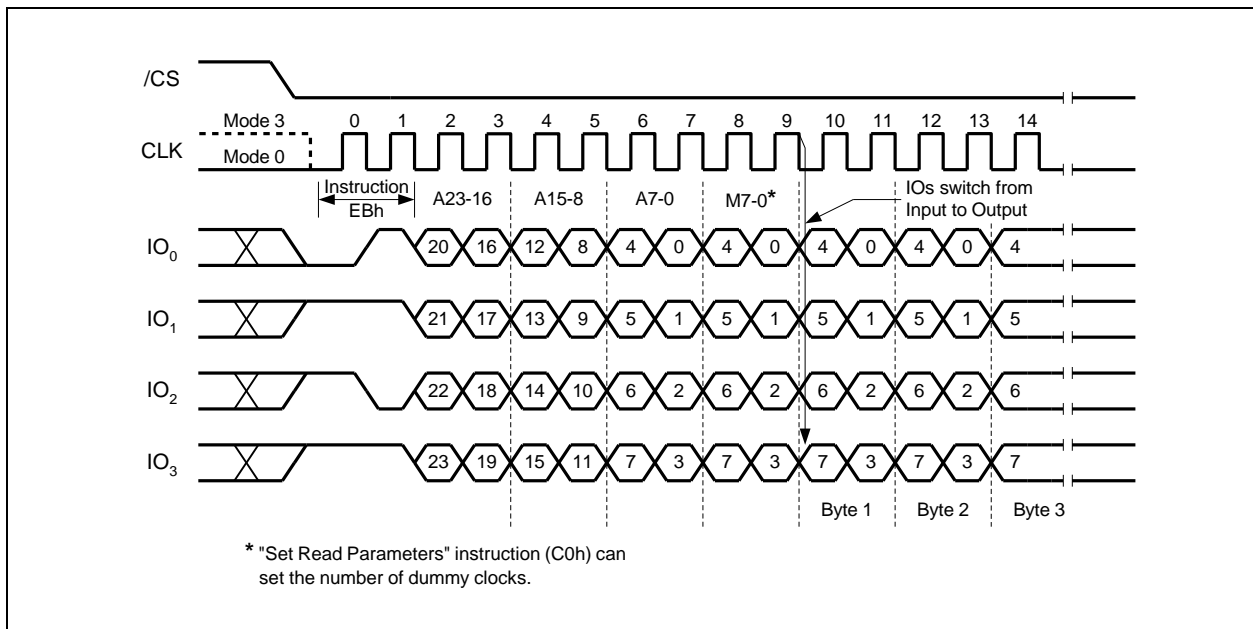 /CS
Mode 3 0 1 2 3 4 5 6 7 8 9 10 11 12 13 14
CLK Mode 0
Instruction
EBh
A23-16 A15-8 A7-0 M7-0*
IOs switch from
Input to Output
IO0 20 16 12 8 4 0 4 0 4 0 4 0 4
IO1 21 17 13 9 5 1 5 1 5 1 5 1 5
IO2 22 18 14 10 6 2 6 2 6 2 6 2 6
IO3 23 19 15 11 7 3 7 3 7 3 7 3 7
Byte 1 Byte 2 Byte 3
* "Set Read Parameters" instruction (C0h) can
set the number of dummy clocks.